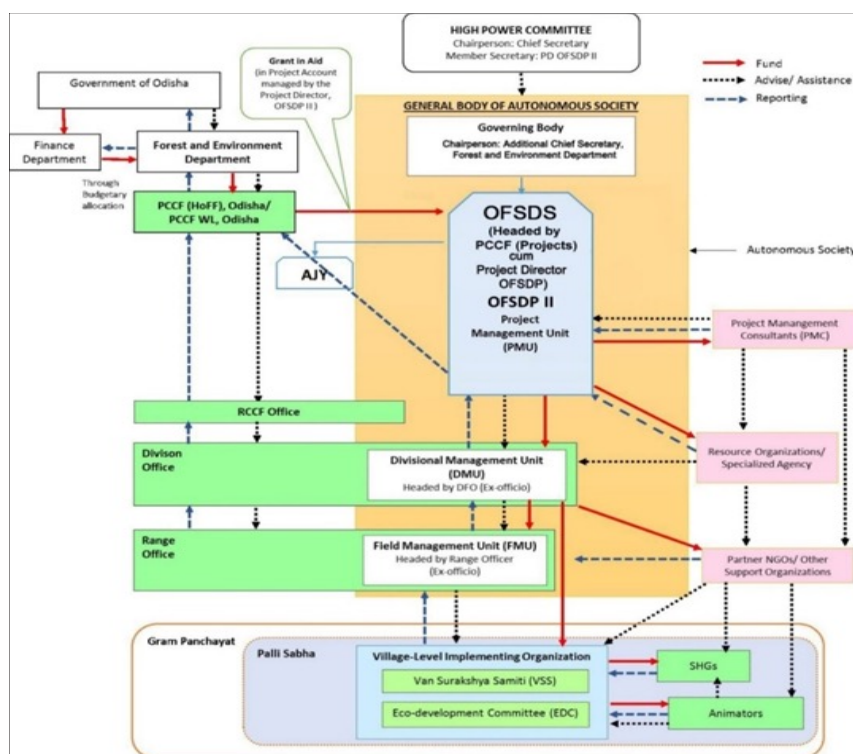 HIGH POWER COMMITTEE
Chairperson: Chief Secretary
Member Secretary: PD OFSDP II
Grant in Aid
(in Project Account
managed by the
Project Director,
OFSDP II )
Fund
Advise/ Assistance
Reporting
Government of Odisha
GENERAL BODY OF AUTONOMOUS SOCIETY
Governing Body
Chairperson: Additional Chief Secretary,
Forest and Environment Department
Finance
Department
Forest and Environment
Department
Through
Budgetary
allocation
PCCF (HoFF), Odisha/
PCCF WL, Odisha
OFSDS
(Headed by
PCCF (Projects)
cum
Project Director
OFSDP)
OFSDP II
Project
Management Unit
(PMU)
AJY
Autonomous Society
Project Manangement
Consultants (PMC)
RCCF Office
Divison
Office
Divisional Management Unit
(DMU)
Headed by DFO (Ex-officio)
Resource Organizations/
Specialized Agency
Range
Office
Field Management Unit (FMU)
Headed by Range Officer
(Ex-officio)
Partner NGOs/ Other
Support Organizations
Gram Panchayat
Palli Sabha
Village-Level Implementing Organization
Van Surakshya Samiti (VSS)
Eco-development Committee (EDC)
SHGs
Animators